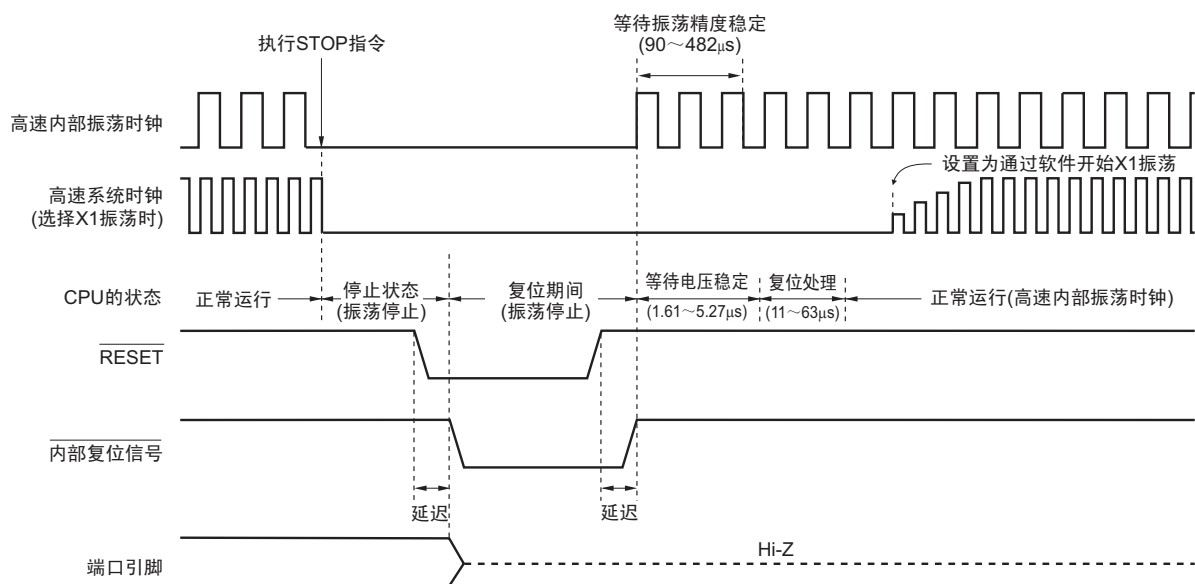 等待振荡精度稳定
(90～482μs)
执行STOP指令
高速内部振荡时钟
设置为通过软件开始X1振荡
高速系统时钟
(选择X1振荡时)
CPU的状态
正常运行
停止状态
(振荡停止)
复位期间
(振荡停止)
等待电压稳定
(1.61～5.27μs)
复位处理
(11～63μs)
正常运行(高速内部振荡时钟)
RESET
内部复位信号
延迟
延迟
端口引脚
Hi-Z